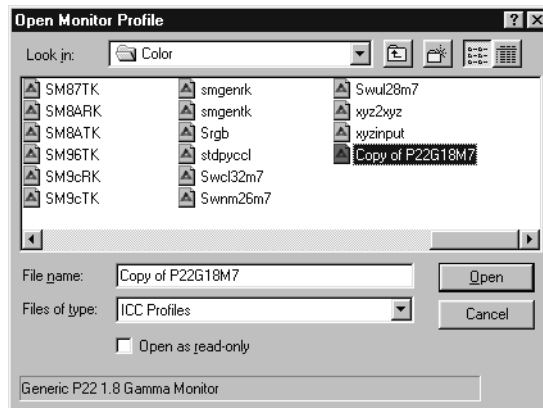 Open Monitor Profile
Look in: Color
SM87TK
SM8ARK
SM8ATK
SM96TK
SM9cRK
SM9cTK
smgenrk
smgentk
Srgb
stdpyccl
Swcl32m7
Swnm26m7
Swul28m7
xyz2xyz
xyzinput
Copy of P22G18M7
File name: Copy of P22G18M7 Open
Files of type: ICC Profiles Cancel
Open as read-only
Generic P22 1.8 Gamma Monitor